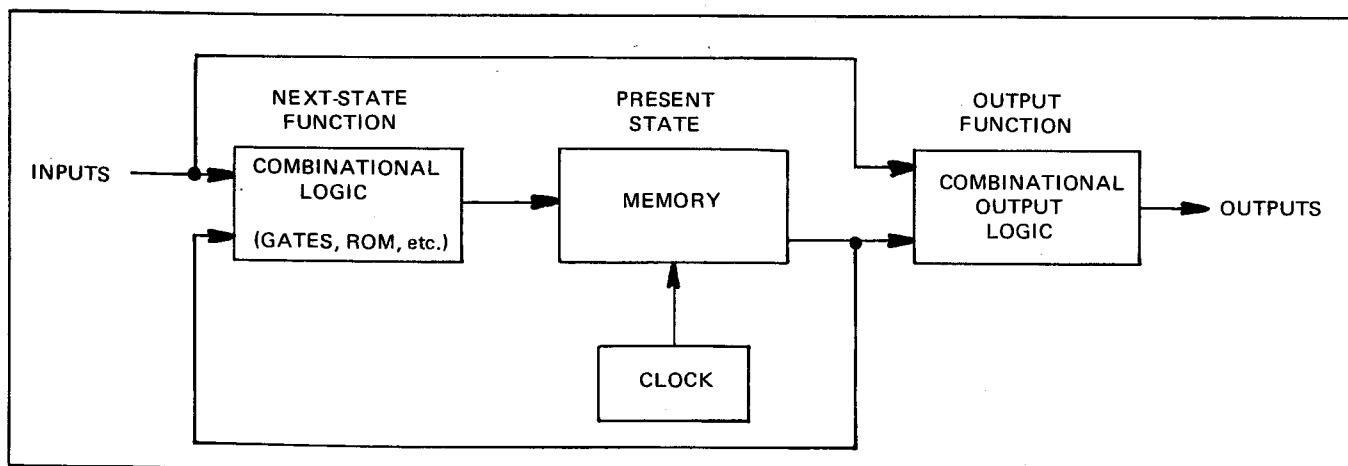 NEXT-STATE
FUNCTION
PRESENT
STATE
OUTPUT
FUNCTION
INPUTS
COMBINATIONAL
LOGIC
(GATES, ROM, etc.)
MEMORY
COMBINATIONAL
OUTPUT
LOGIC
OUTPUTS
CLOCK